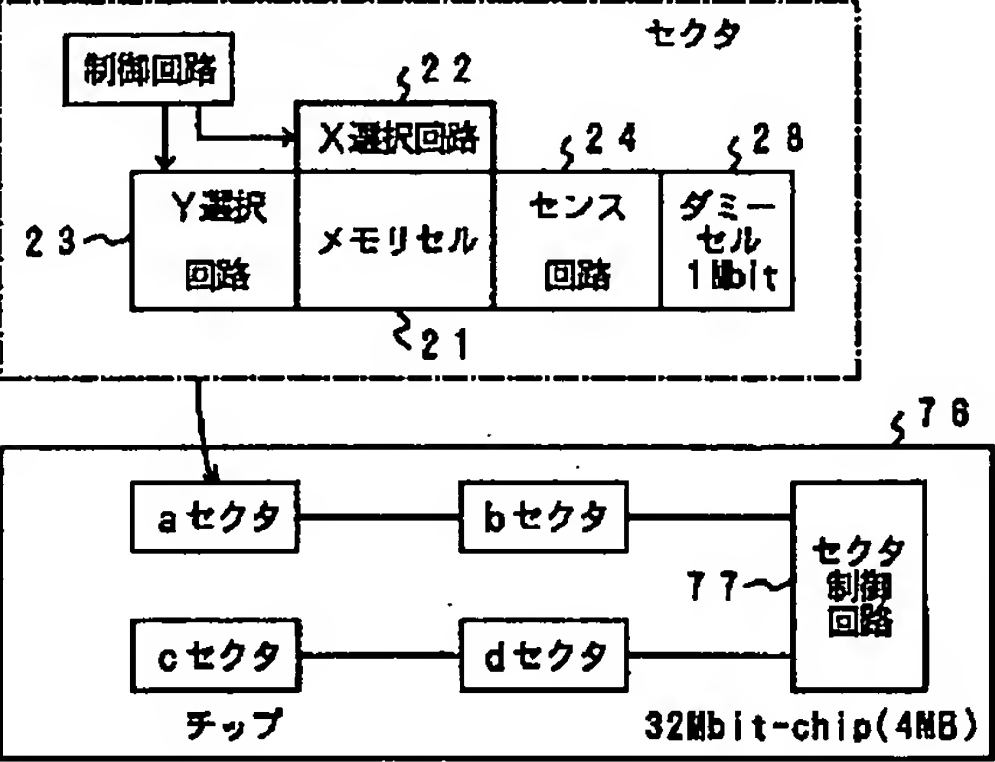 セクタ
制御回路
22
X選択回路
24
28
Y選択
回路
23
メモリセル
センス
回路
ダミー
セル
1Mbit
21
76
aセクタ
bセクタ
セクタ
制御
回路
77
cセクタ
dセクタ
チップ
32Mbit-chip(4MB)